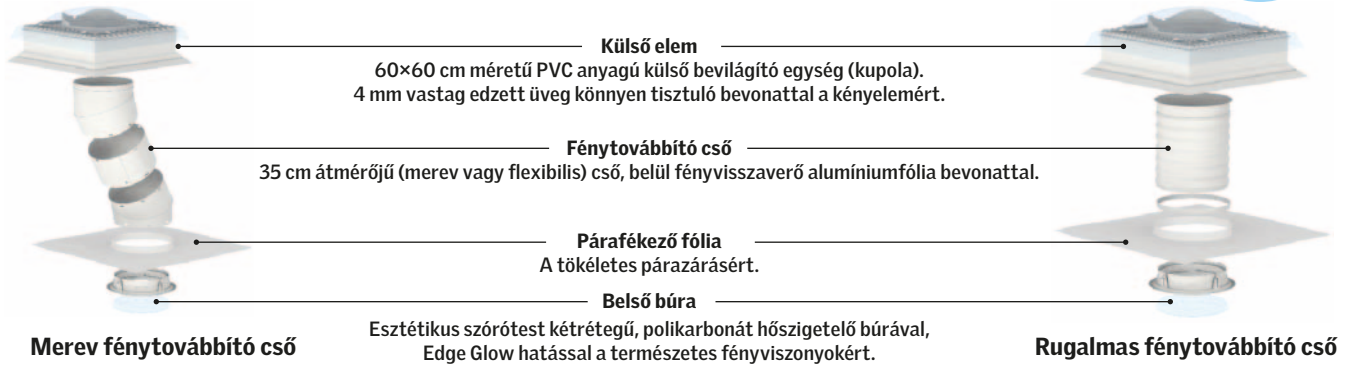 Külső elem
60×60 cm méretű PVC anyagú külső bevilágító egység (kupola).
4 mm vastag edzett üveg könnyen tisztuló bevonattal a kényelemért.
Fénytovábbító cső
35 cm átmérőjű (merev vagy flexibilis) cső, belül fényvisszaverő alumíniumfólia bevonattal.
Párafékező fólia
A tökéletes párazárásért.
Belső búra
Esztétikus szórótest kétrétegű, polikarbonát hőszigetelő búrával,
Edge Glow hatással a természetes fényviszonyokért.
Merev fénytovábbító cső
Rugalmas fénytovábbító cső